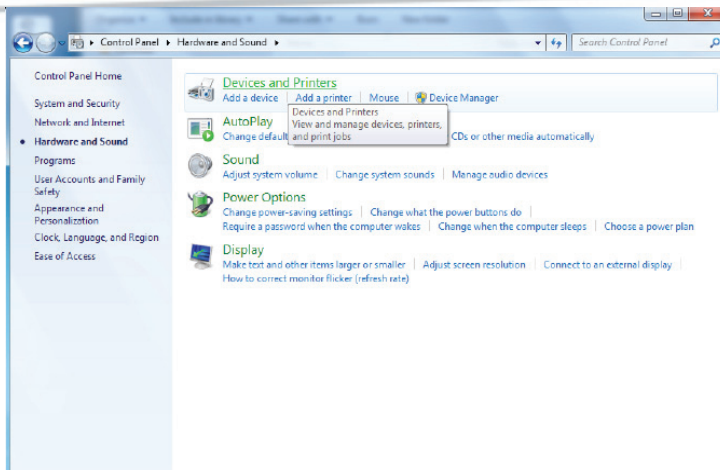 Control Panel ▸ Hardware and Sound ▸
Search Control Panel
Control Panel Home
System and Security
Network and Internet
Hardware and Sound
Programs
User Accounts and Family
Safety
Appearance and
Personalization
Clock, Language, and Region
Ease of Access
Devices and Printers
Add a device | Add a printer | Mouse | Device Manager
Devices and Printers
View and manage devices, printers,
and print jobs
AutoPlay
Change default CDs or other media automatically
Sound
Adjust system volume | Change system sounds | Manage audio devices
Power Options
Change power-saving settings | Change what the power buttons do |
Require a password when the computer wakes | Change when the computer sleeps | Choose a power plan
Display
Make text and other items larger or smaller | Adjust screen resolution | Connect to an external display |
How to correct monitor flicker (refresh rate)